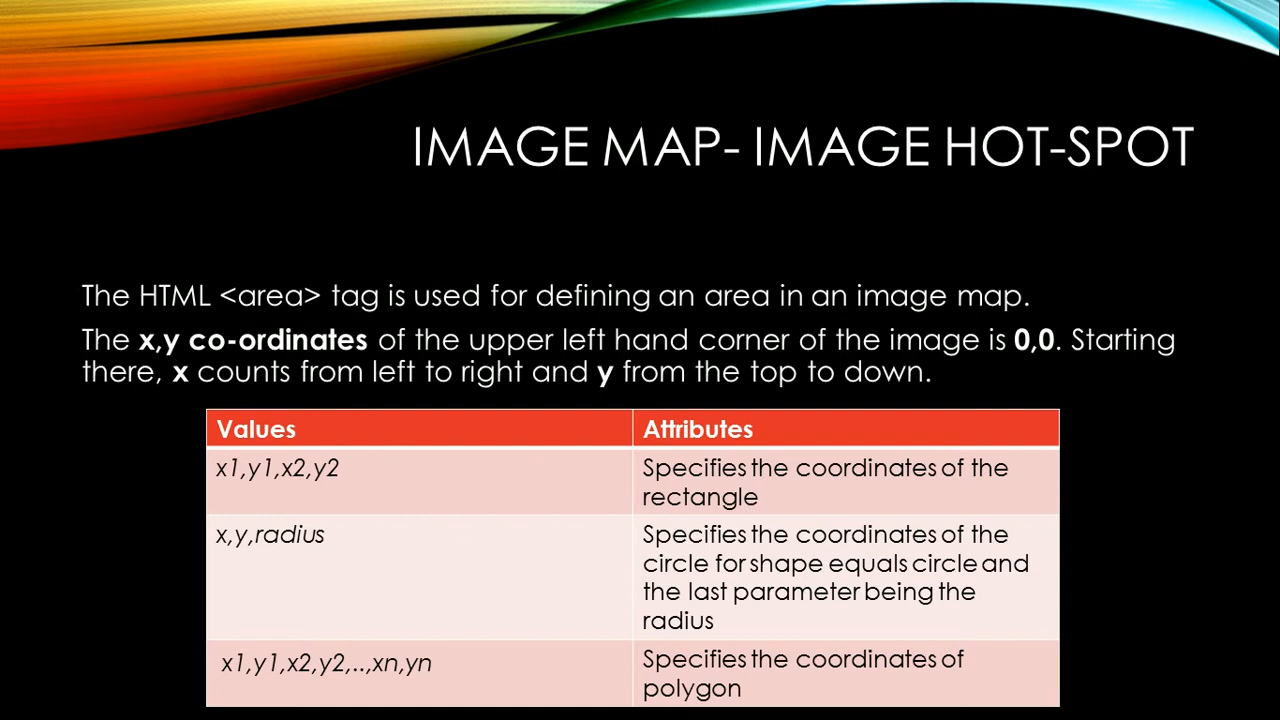 IMAGE MAP- IMAGE HOT-SPOT
The HTML <area> tag is used for defining an area in an image map.
The x,y co-ordinates of the upper left hand corner of the image is 0,0. Starting
there, x counts from left to right and y from the top to down.
Values
Attributes
x1,y1,x2,y2
Specifies the coordinates of the
rectangle
x,y,radius
Specifies the coordinates of the
circle for shape equals circle and
the last parameter being the
radius
x1,y1,x2,y2,..,xn,yn
Specifies the coordinates of
polygon